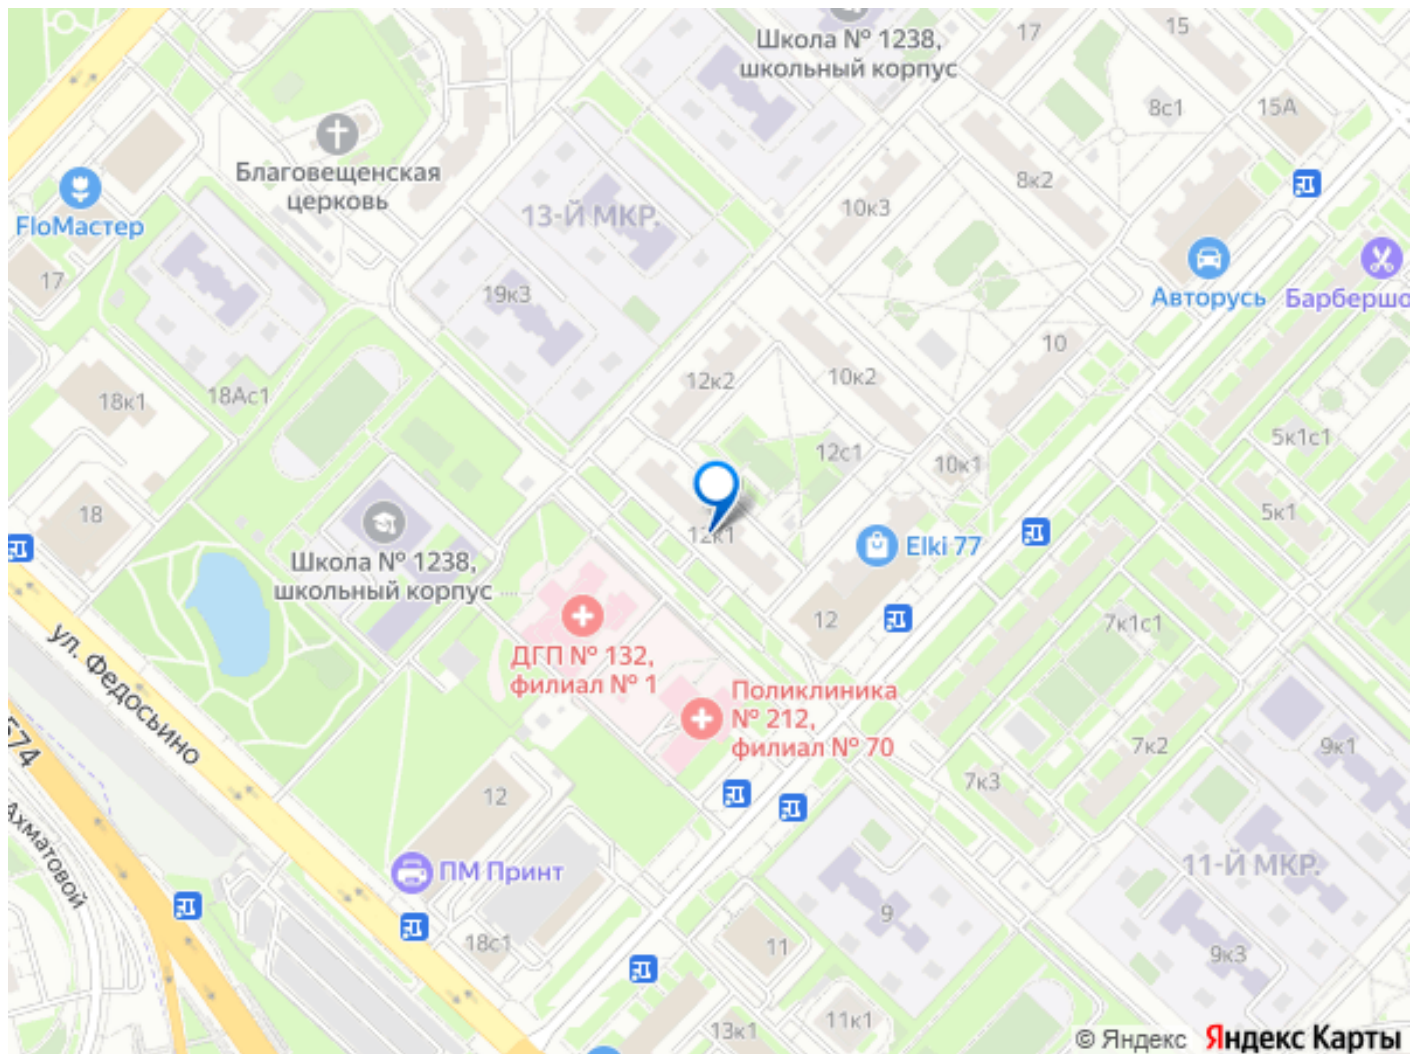 Школа № 1238,
школьный корпус
17
15
8с1
15А
Благовещенская
церковь
8к2
FloМастер
13-Й МКР.
10к3
17
19к3
Авторусь
Барбершо
10
18Ас1
18к1
12к2
10к2
5к1с1
12с1
10к1
18
5к1
12к1
Elki 77
Школа № 1238,
школьный корпус
12
7к1с1
ул. Федосьино
ДГП № 132,
филиал № 1
Поликлиника
№ 212,
филиал № 70
574
7к2
9к1
7к3
12
Ахматовой
ПМ Принт
11-Й МКР.
9
18с1
11
9к3
13к1
11к1
© Яндекс Яндекс Карты